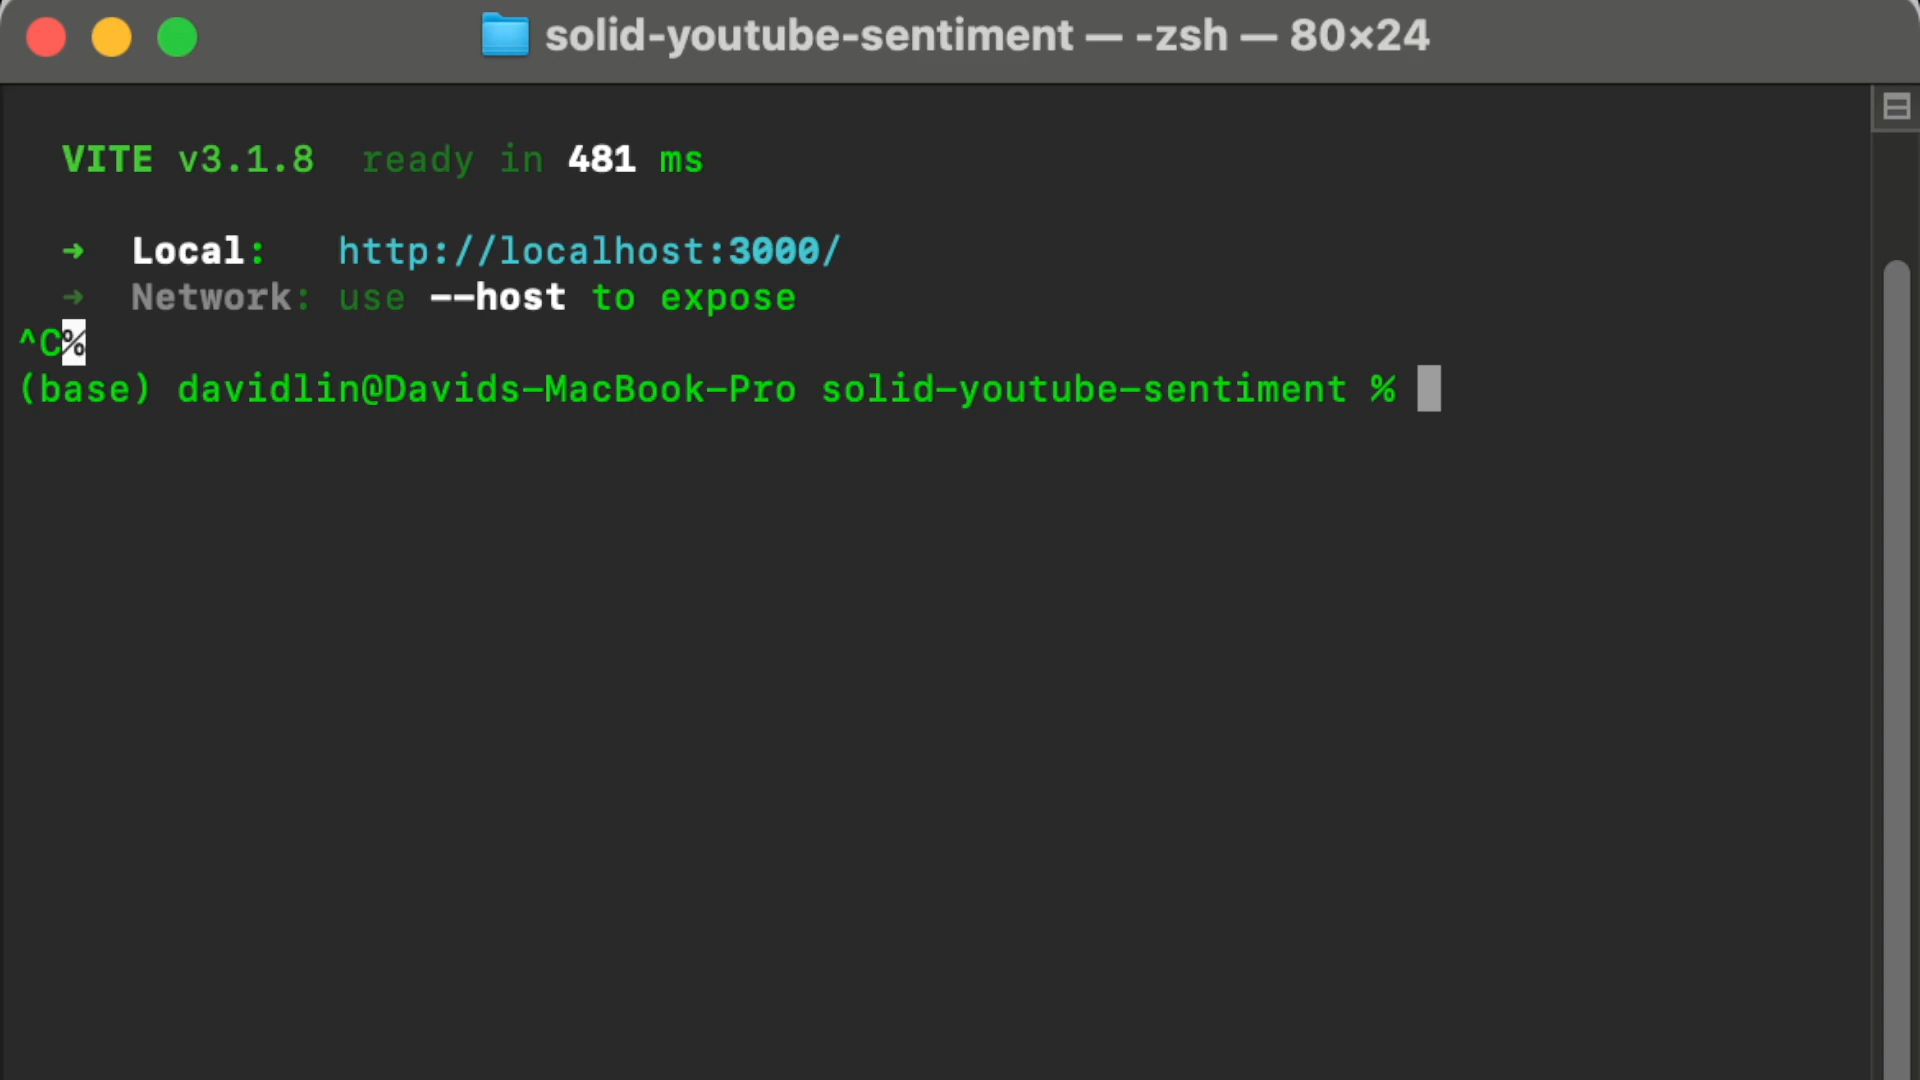 solid-youtube-sentiment — -zsh — 80×24
VITE v3.1.8  ready in 481 ms
➜  Local:   http://localhost:3000/
➜  Network: use --host to expose
^C%
(base) davidlin@Davids-MacBook-Pro solid-youtube-sentiment %